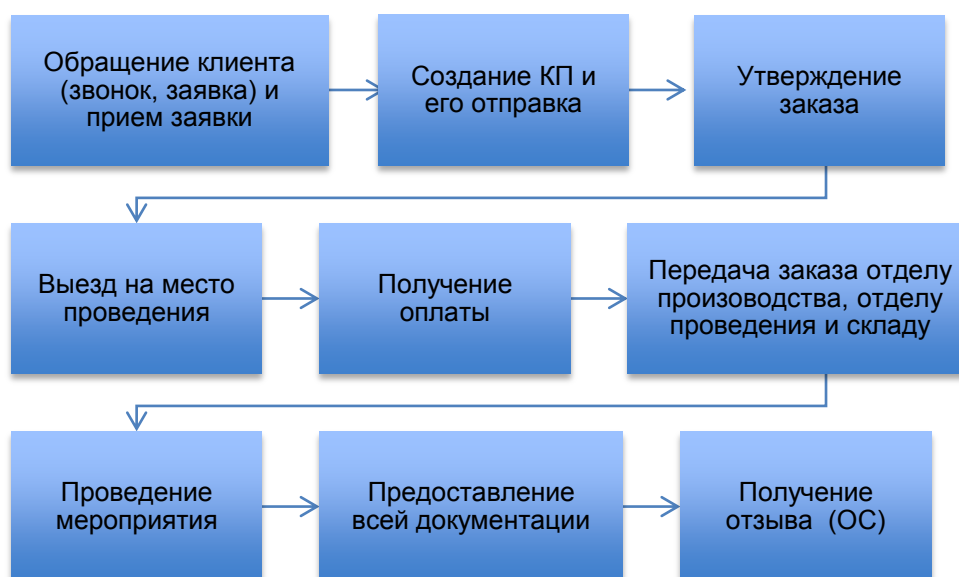 Обращение клиента
(звонок, заявка) и
прием заявки
Создание КП и
его отправка
Утверждение
заказа
Выезд на место
проведения
Получение
оплаты
Передача заказа отделу
произоводства, отделу
проведения и складу
Проведение
мероприятия
Предоставление
всей документации
Получение
отзыва (ОС)